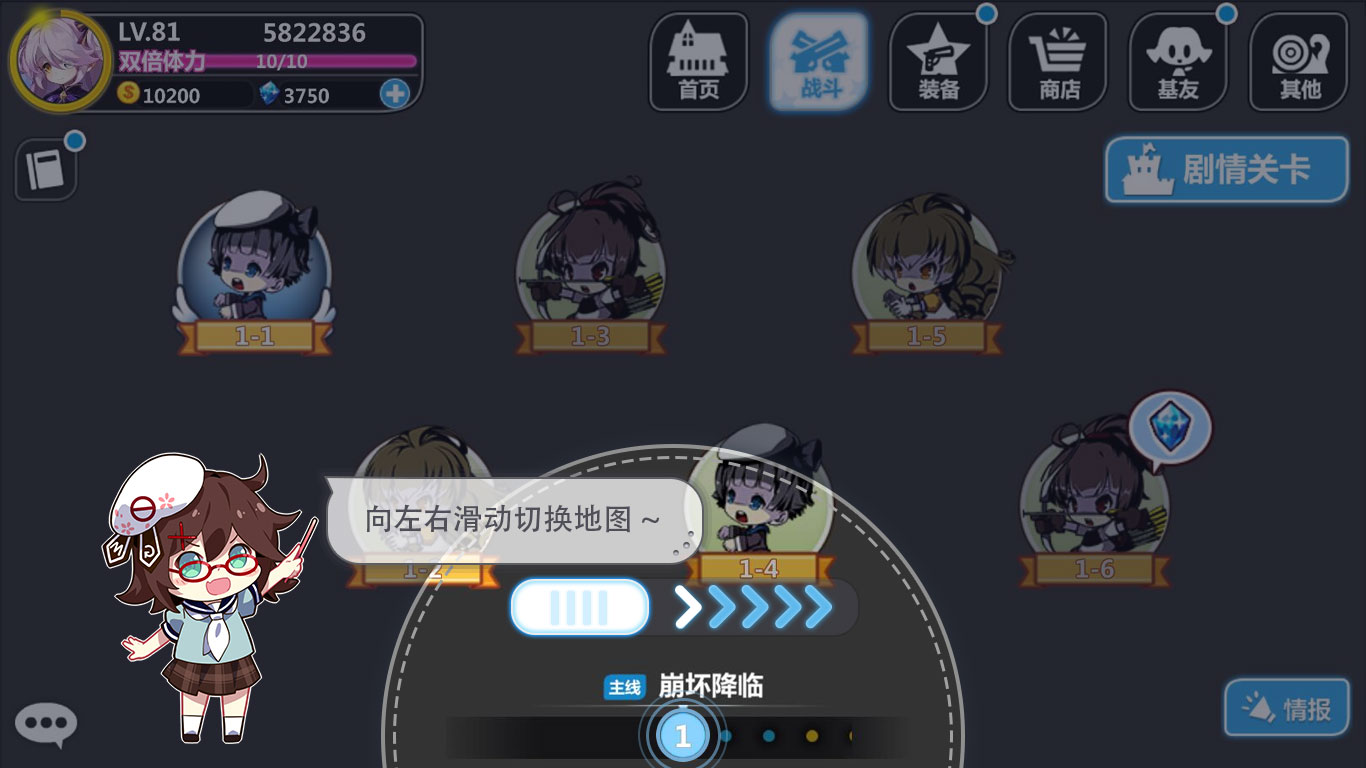 LV.81 5822836
双倍体力 10/10
10200 3750
首页 战斗 装备 商店 基友 其他
剧情关卡
1-1 1-3 1-5
向左右滑动切换地图 ~
1-2 1-4 1-6
主线 崩坏降临
1
情报